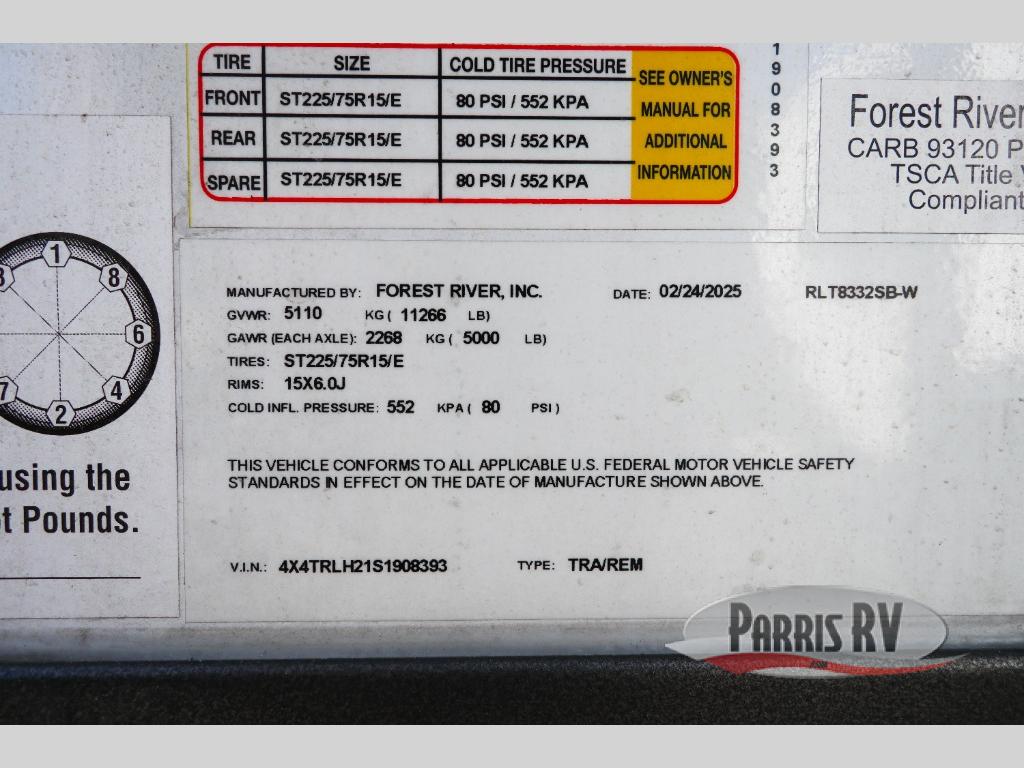 TIRE SIZE COLD TIRE PRESSURE
FRONT ST225/75R15/E 80 PSI / 552 KPA
REAR ST225/75R15/E 80 PSI / 552 KPA
SPARE ST225/75R15/E 80 PSI / 552 KPA
SEE OWNER'S
MANUAL FOR
ADDITIONAL
INFORMATION
1
9
0
8
3
9
3
Forest River
CARB 93120 P
TSCA Title
Compliant
1
8
6
4
2
7
using the
Pounds.
MANUFACTURED BY: FOREST RIVER, INC. DATE: 02/24/2025 RLT8332SB-W
GVWR: 5110 KG ( 11266 LB)
GAWR (EACH AXLE): 2268 KG ( 5000 LB)
TIRES: ST225/75R15/E
RIMS: 15X6.0J
COLD INFL. PRESSURE: 552 KPA ( 80 PSI )
THIS VEHICLE CONFORMS TO ALL APPLICABLE U.S. FEDERAL MOTOR VEHICLE SAFETY
STANDARDS IN EFFECT ON THE DATE OF MANUFACTURE SHOWN ABOVE.
V.I.N.: 4X4TRLH21S1908393 TYPE: TRA/REM
PARRIS RV